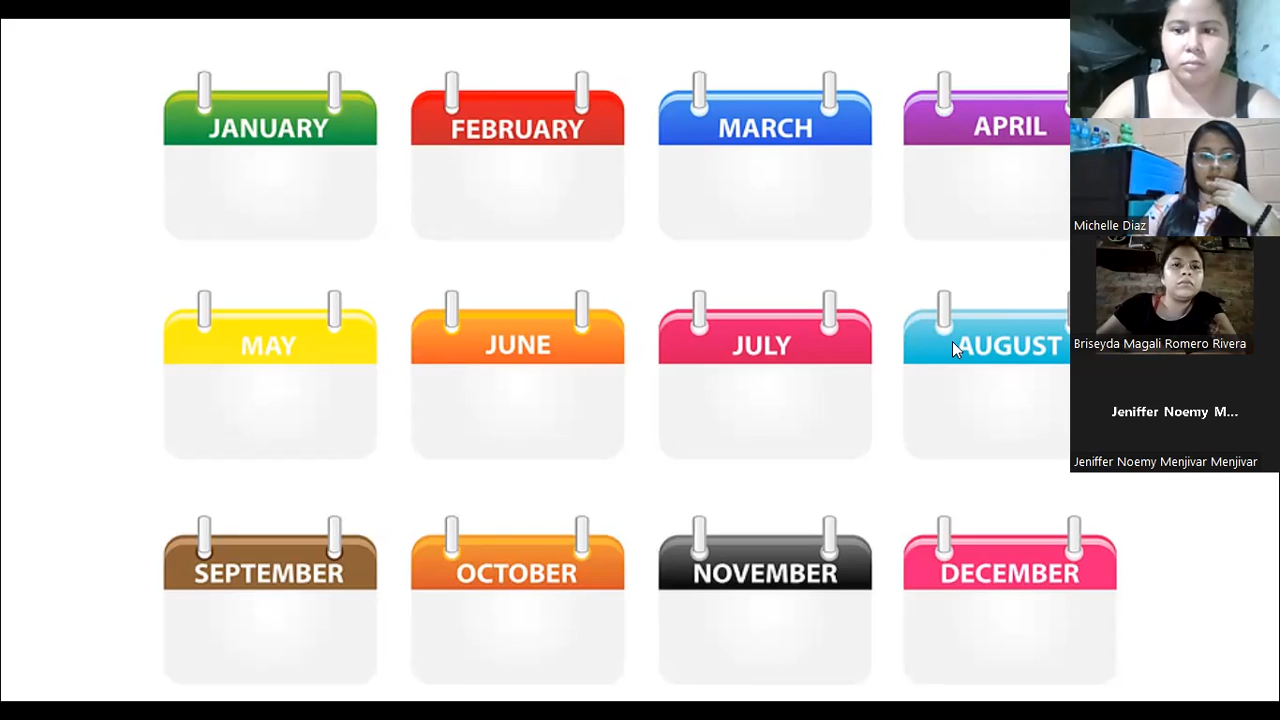 JANUARY
FEBRUARY
MARCH
APRIL
MAY
JUNE
JULY
AUGUST
SEPTEMBER
OCTOBER
NOVEMBER
DECEMBER
Michelle Diaz
Briseyda Magali Romero Rivera
Jeniffer Noemy M...
Jeniffer Noemy Menjivar Menjivar